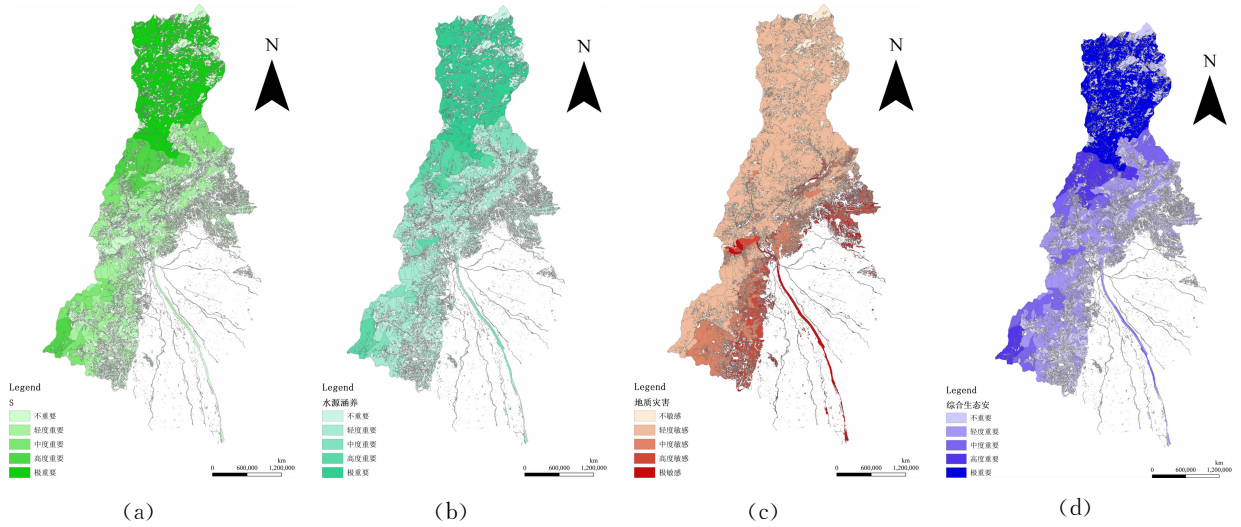 N
Legend
S
不重要
轻度重要
中度重要
高度重要
极重要
km
0 600,000 1,200,000
(a)
N
Legend
水源涵养
不重要
轻度重要
中度重要
高度重要
极重要
km
0 600,000 1,200,000
(b)
N
Legend
地质灾害
不敏感
轻度敏感
中度敏感
高度敏感
极敏感
km
0 600,000 1,200,000
(c)
N
Legend
综合生态安
不重要
轻度重要
中度重要
高度重要
极重要
km
0 600,000 1,200,000
(d)